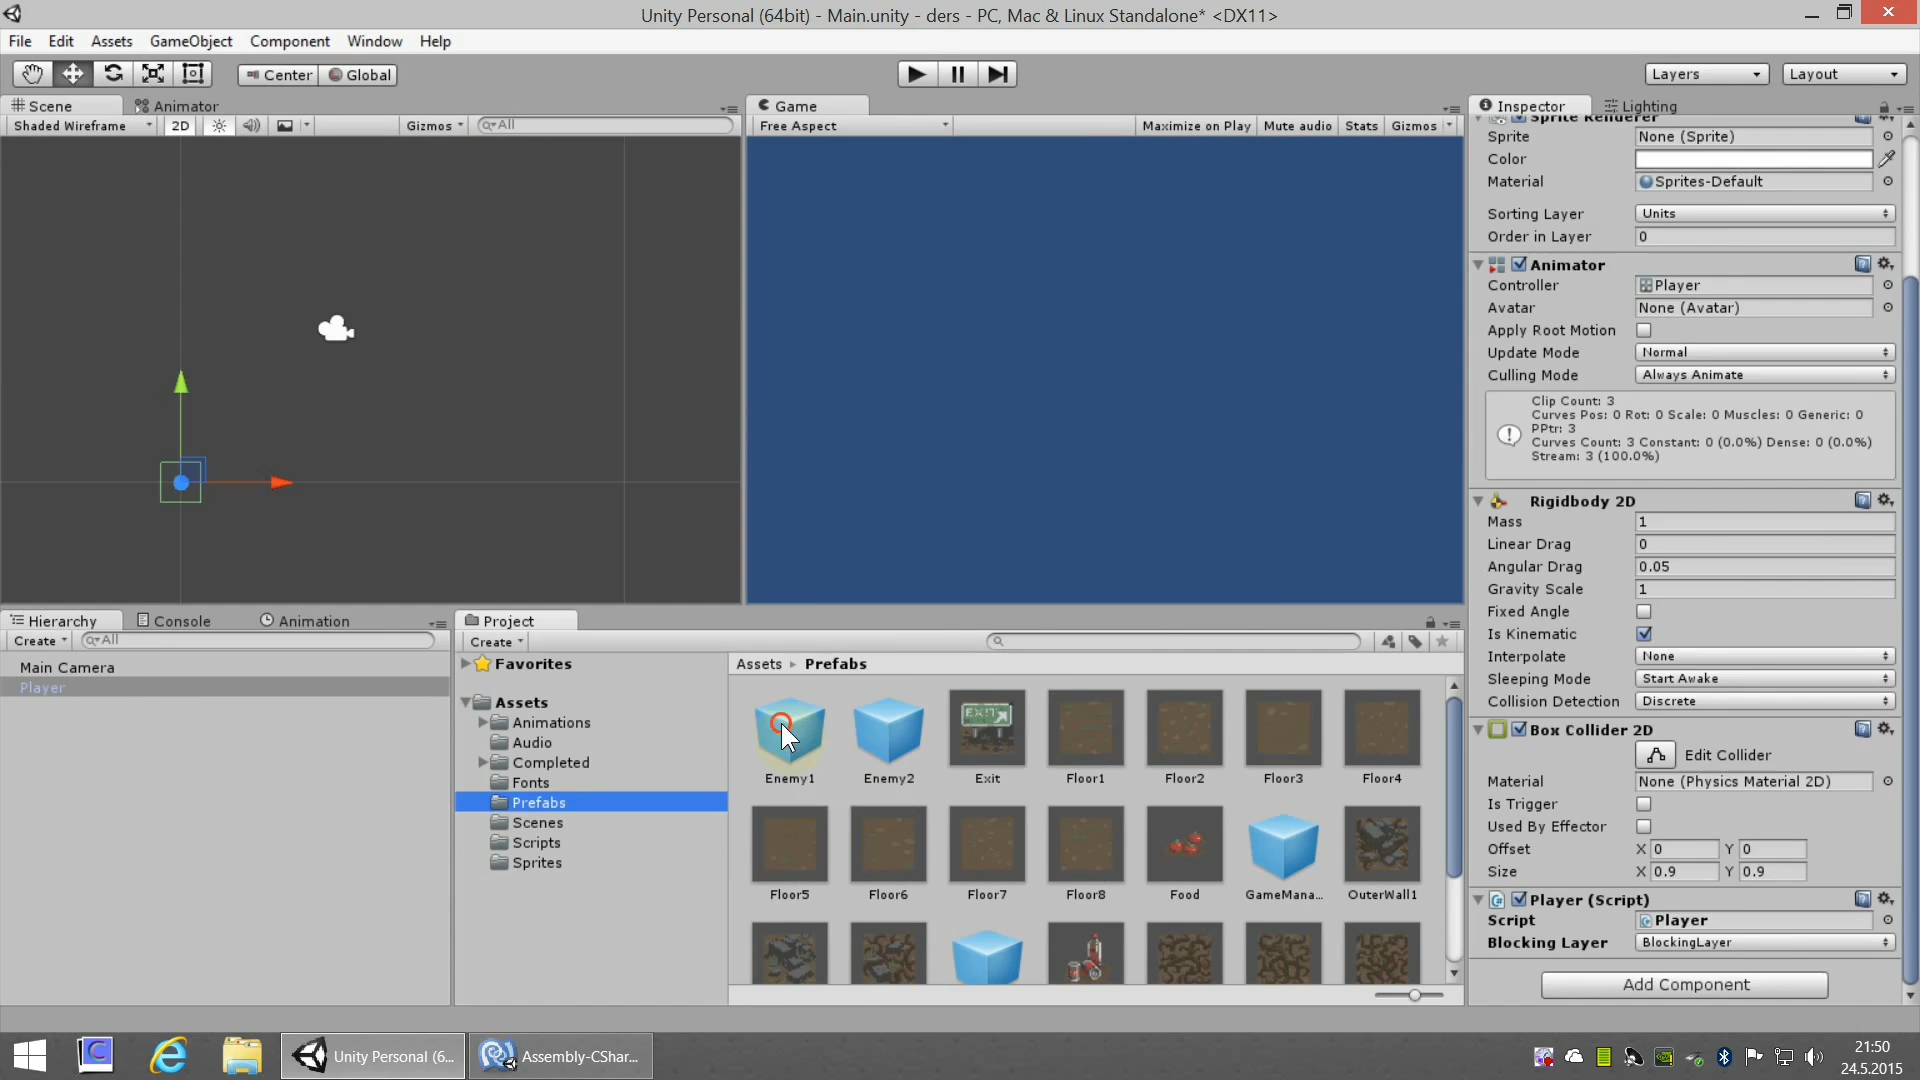 Unity Personal (64bit) - Main.unity - ders - PC, Mac & Linux Standalone* <DX11>
File Edit Assets GameObject Component Window Help
Center Global Layers Layout
Scene Animator
Shaded Wireframe 2D Gizmos All
Game
Free Aspect Maximize on Play Mute audio Stats Gizmos
Inspector Lighting
Sprite Renderer
Sprite None (Sprite)
Color
Material Sprites-Default
Sorting Layer Units
Order in Layer 0
Animator
Controller Player
Avatar None (Avatar)
Apply Root Motion
Update Mode Normal
Culling Mode Always Animate
Clip Count: 3
Curves Pos: 0 Rot: 0 Scale: 0 Muscles: 0 Generic: 0
PPtr: 3
Curves Count: 3 Constant: 0 (0.0%) Dense: 0 (0.0%)
Stream: 3 (100.0%)
Rigidbody 2D
Mass 1
Linear Drag 0
Angular Drag 0.05
Gravity Scale 1
Fixed Angle
Is Kinematic
Interpolate None
Sleeping Mode Start Awake
Collision Detection Discrete
Box Collider 2D
Edit Collider
Material None (Physics Material 2D)
Is Trigger
Used By Effector
Offset X 0 Y 0
Size X 0.9 Y 0.9
Player (Script)
Script Player
Blocking Layer BlockingLayer
Add Component
Hierarchy Console Animation
Create All
Main Camera
Player
Project
Create
Favorites
Assets
Animations
Audio
Completed
Fonts
Prefabs
Scenes
Scripts
Sprites
Assets Prefabs
EXIT
Enemy1 Enemy2 Exit Floor1 Floor2 Floor3 Floor4
Floor5 Floor6 Floor7 Floor8 Food GameMana... OuterWall1
Unity Personal (6... Assembly-CShar...
21:50
24.5.2015